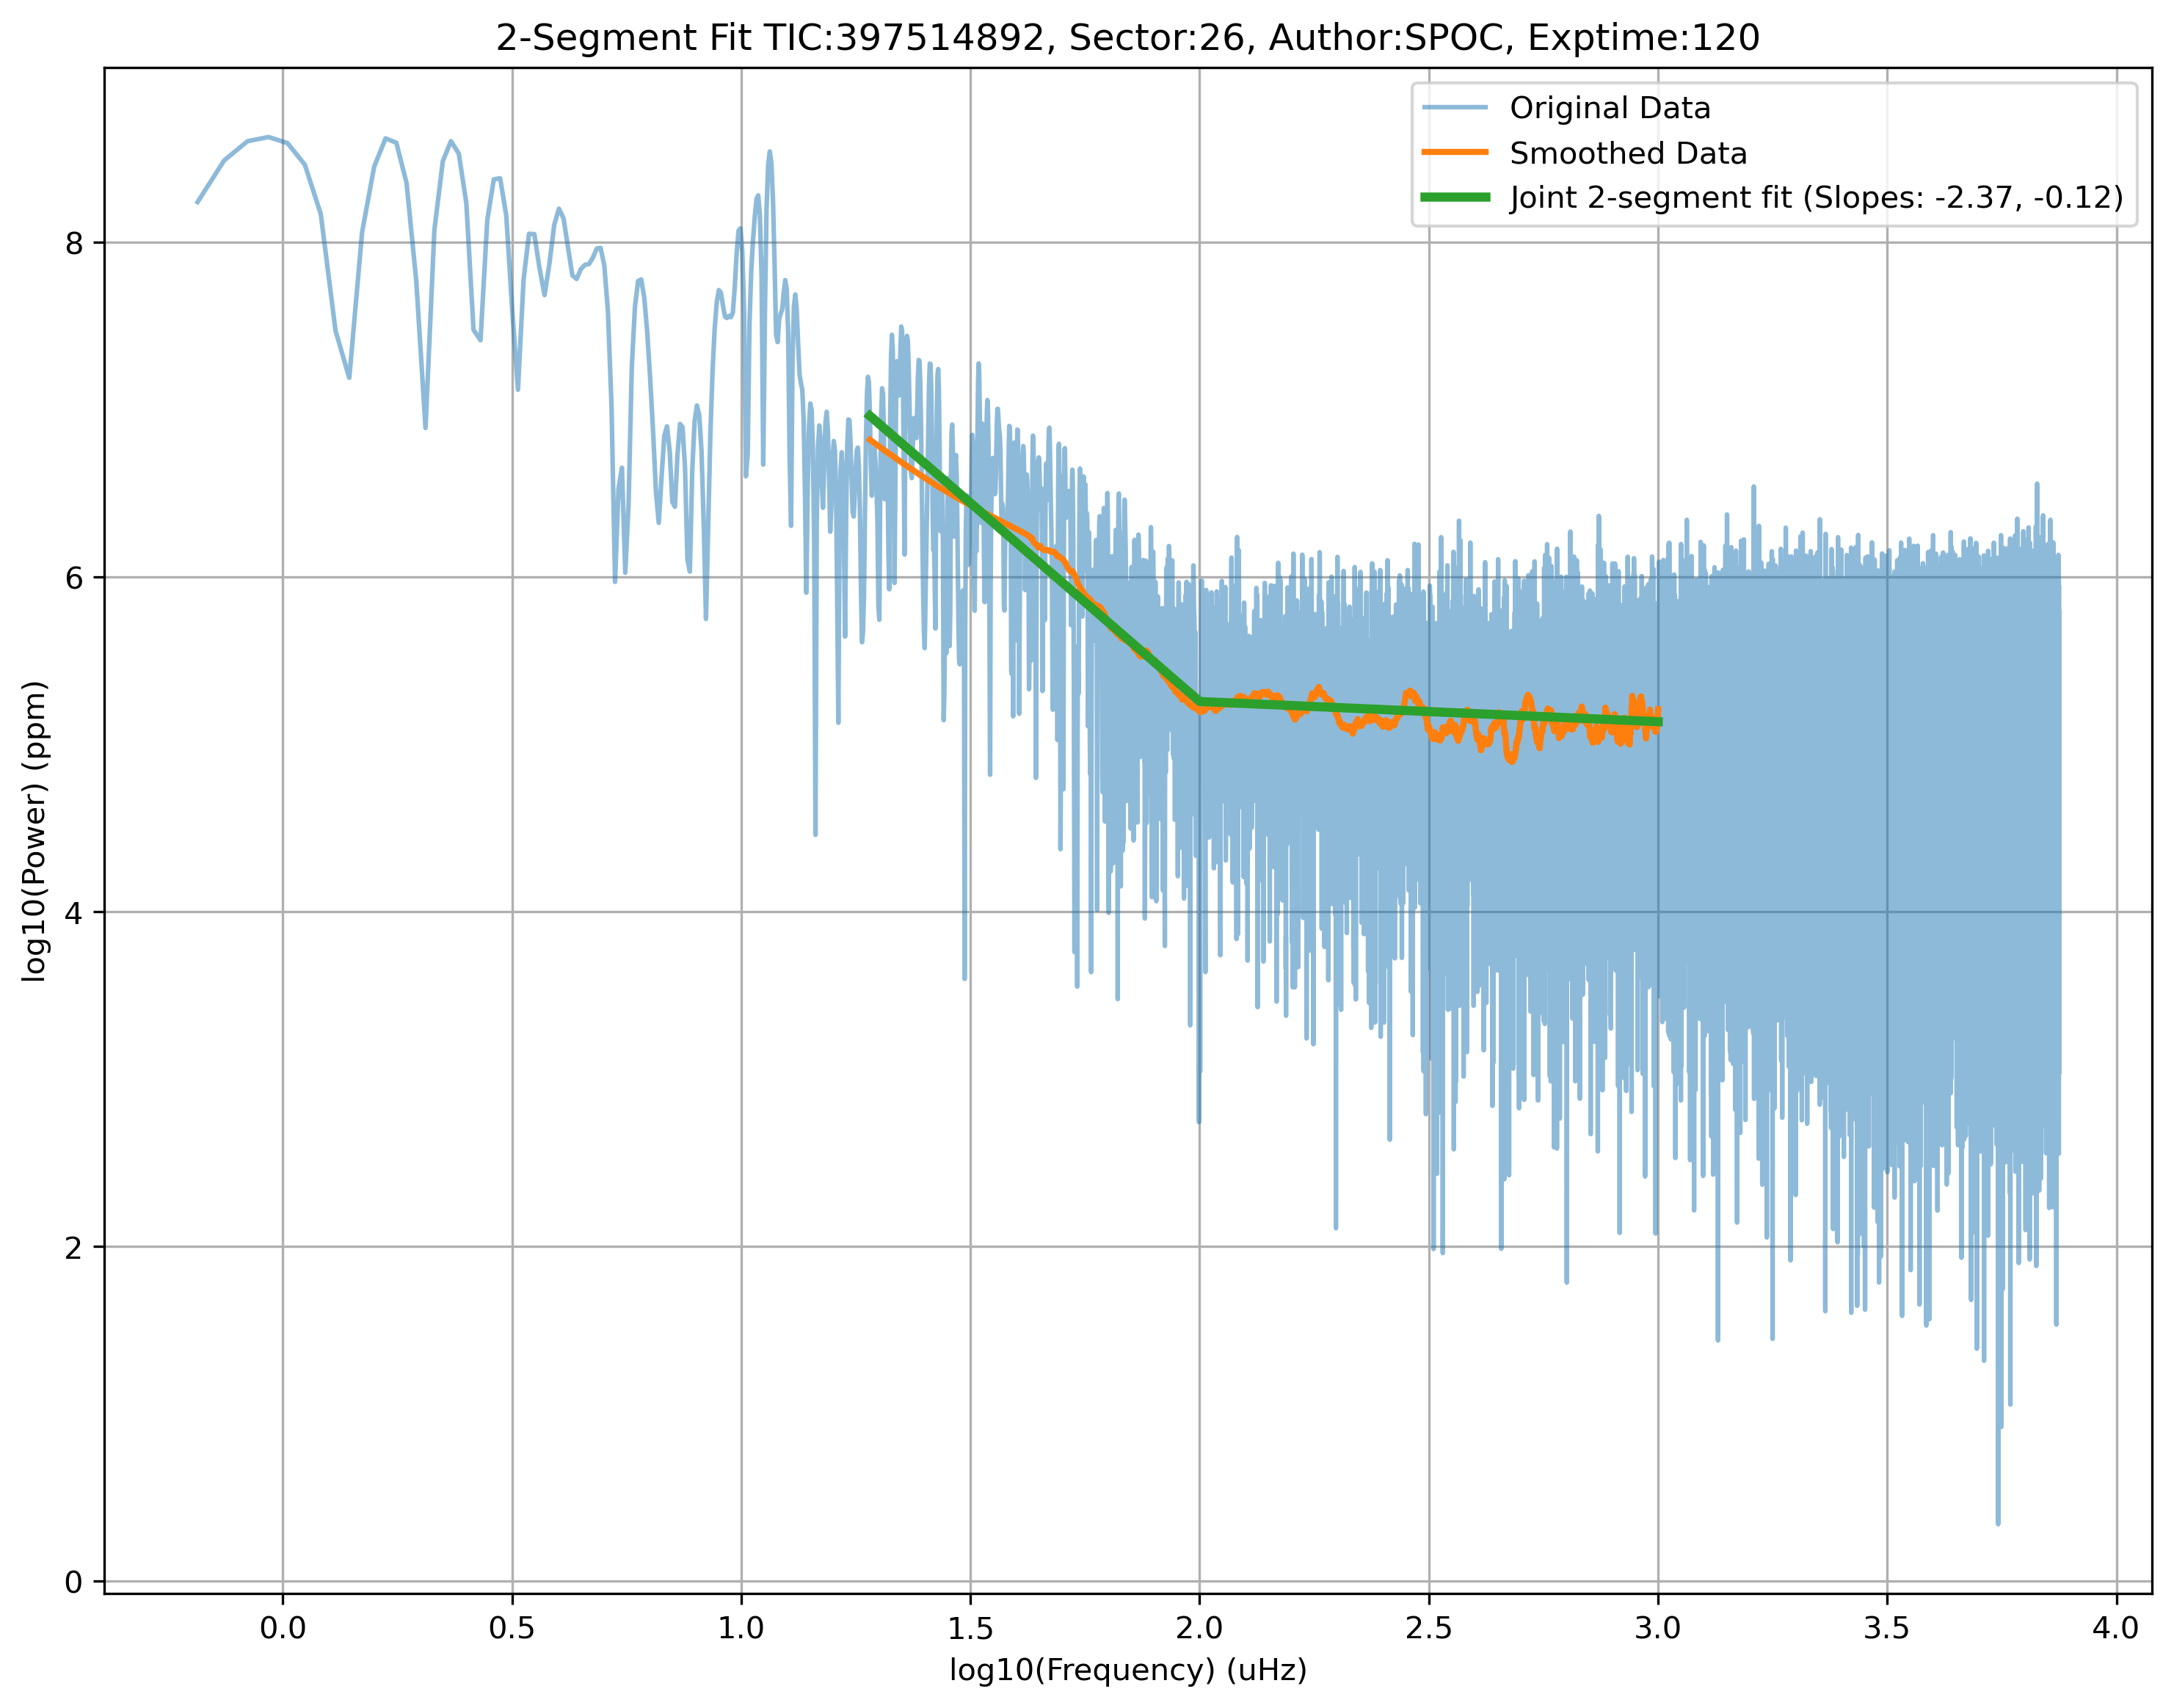 2-Segment Fit TIC:397514892, Sector:26, Author:SPOC, Exptime:120
Original Data
Smoothed Data
Joint 2-segment fit (Slopes: -2.37, -0.12)
log10(Power) (ppm)
8
6
4
2
0
0.0 0.5 1.0 1.5 2.0 2.5 3.0 3.5 4.0
log10(Frequency) (uHz)